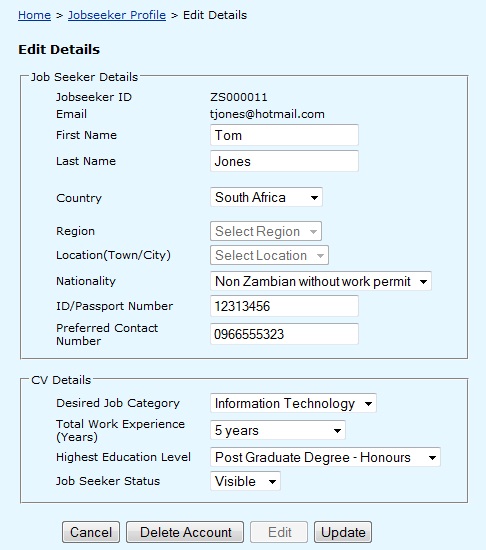 Home > Jobseeker Profile > Edit Details
Edit Details
Job Seeker Details
Jobseeker ID ZS000011
Email tjones@hotmail.com
First Name Tom
Last Name Jones
Country South Africa
Region Select Region
Location(Town/City) Select Location
Nationality Non Zambian without work permit
ID/Passport Number 12313456
Preferred Contact Number 0966555323
CV Details
Desired Job Category Information Technology
Total Work Experience (Years) 5 years
Highest Education Level Post Graduate Degree - Honours
Job Seeker Status Visible
Cancel Delete Account Edit Update